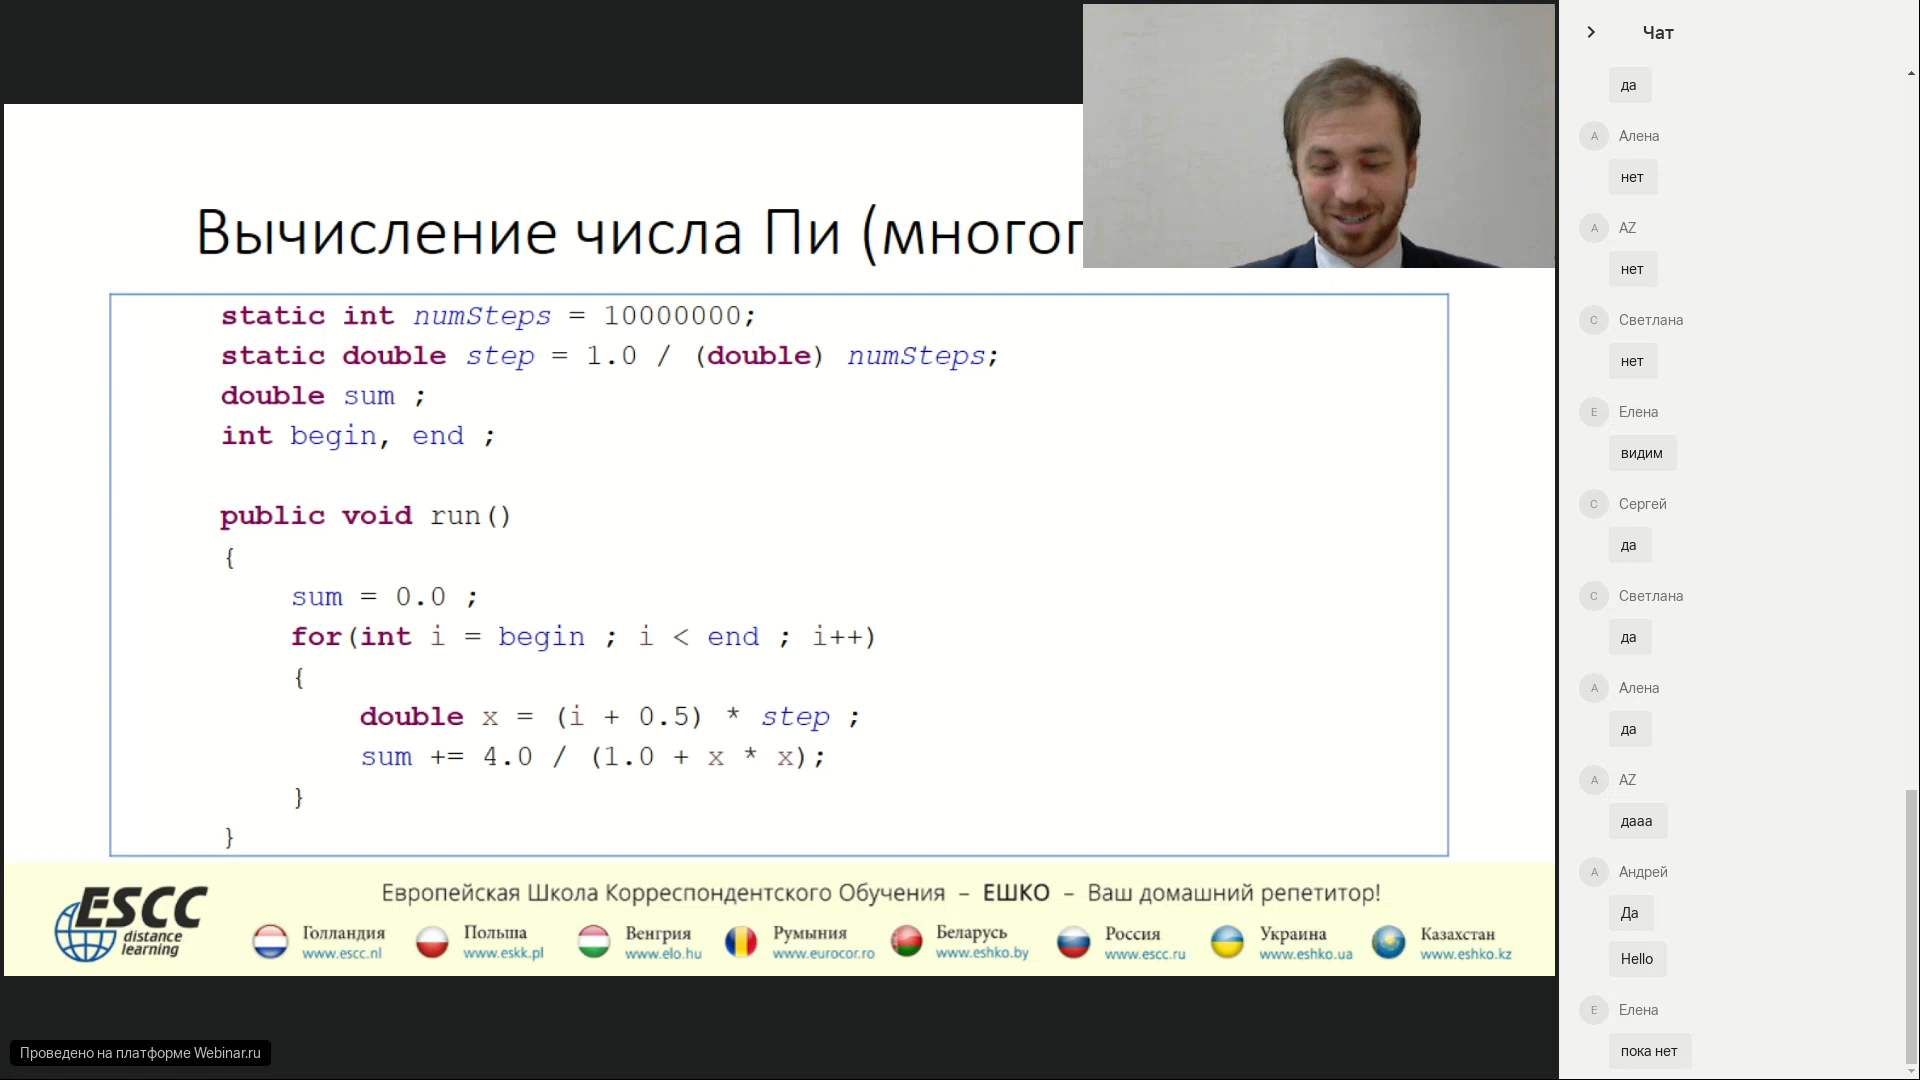 Вычисление числа Пи (многоп
static int numSteps = 10000000;
static double step = 1.0 / (double) numSteps;
double sum ;
int begin, end ;
public void run()
{
sum = 0.0 ;
for(int i = begin ; i < end ; i++)
{
double x = (i + 0.5) * step ;
sum += 4.0 / (1.0 + x * x);
}
}
ESCC
distance
learning
Европейская Школа Корреспондентского Обучения – ЕШКО – Ваш домашний репетитор!
Голландия
www.escc.nl
Польша
www.eskk.pl
Венгрия
www.elo.hu
Румыния
www.eurocor.ro
Беларусь
www.eshko.by
Россия
www.escc.ru
Украина
www.eshko.ua
Казахстан
www.eshko.kz
Проведено на платформе Webinar.ru
Чат
да
А Алена
нет
A AZ
нет
С Светлана
нет
Е Елена
видим
С Сергей
да
С Светлана
да
А Алена
да
A AZ
дааа
А Андрей
Да
Hello
Е Елена
пока нет